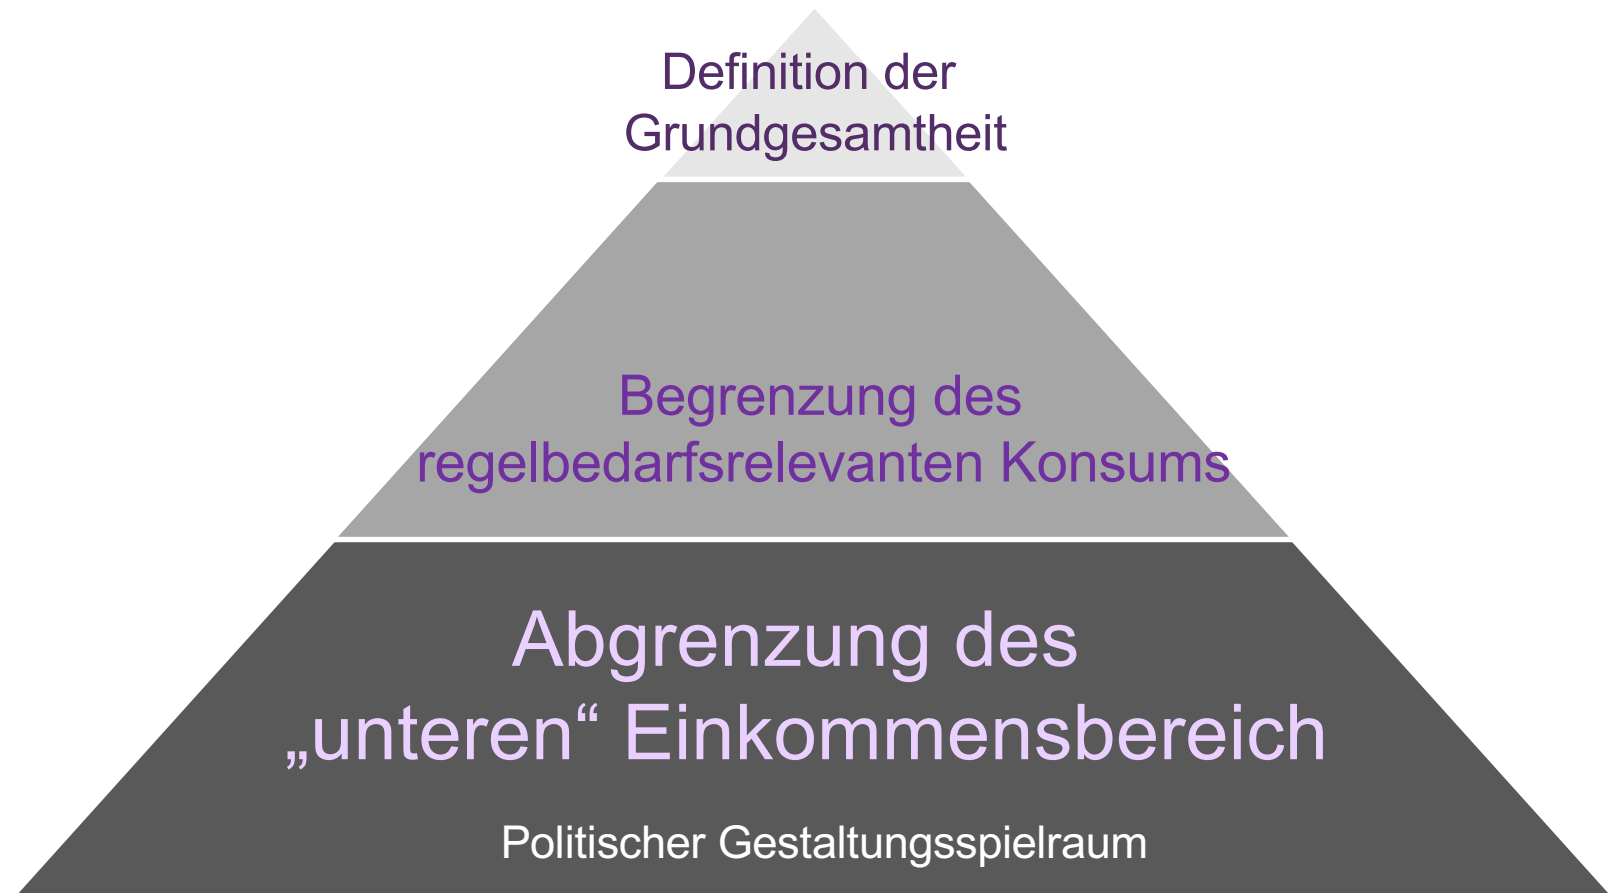 Definition der
Grundgesamtheit
Begrenzung des
regelbedarfsrelevanten Konsums
Abgrenzung des
„unteren“ Einkommensbereich
Politischer Gestaltungsspielraum